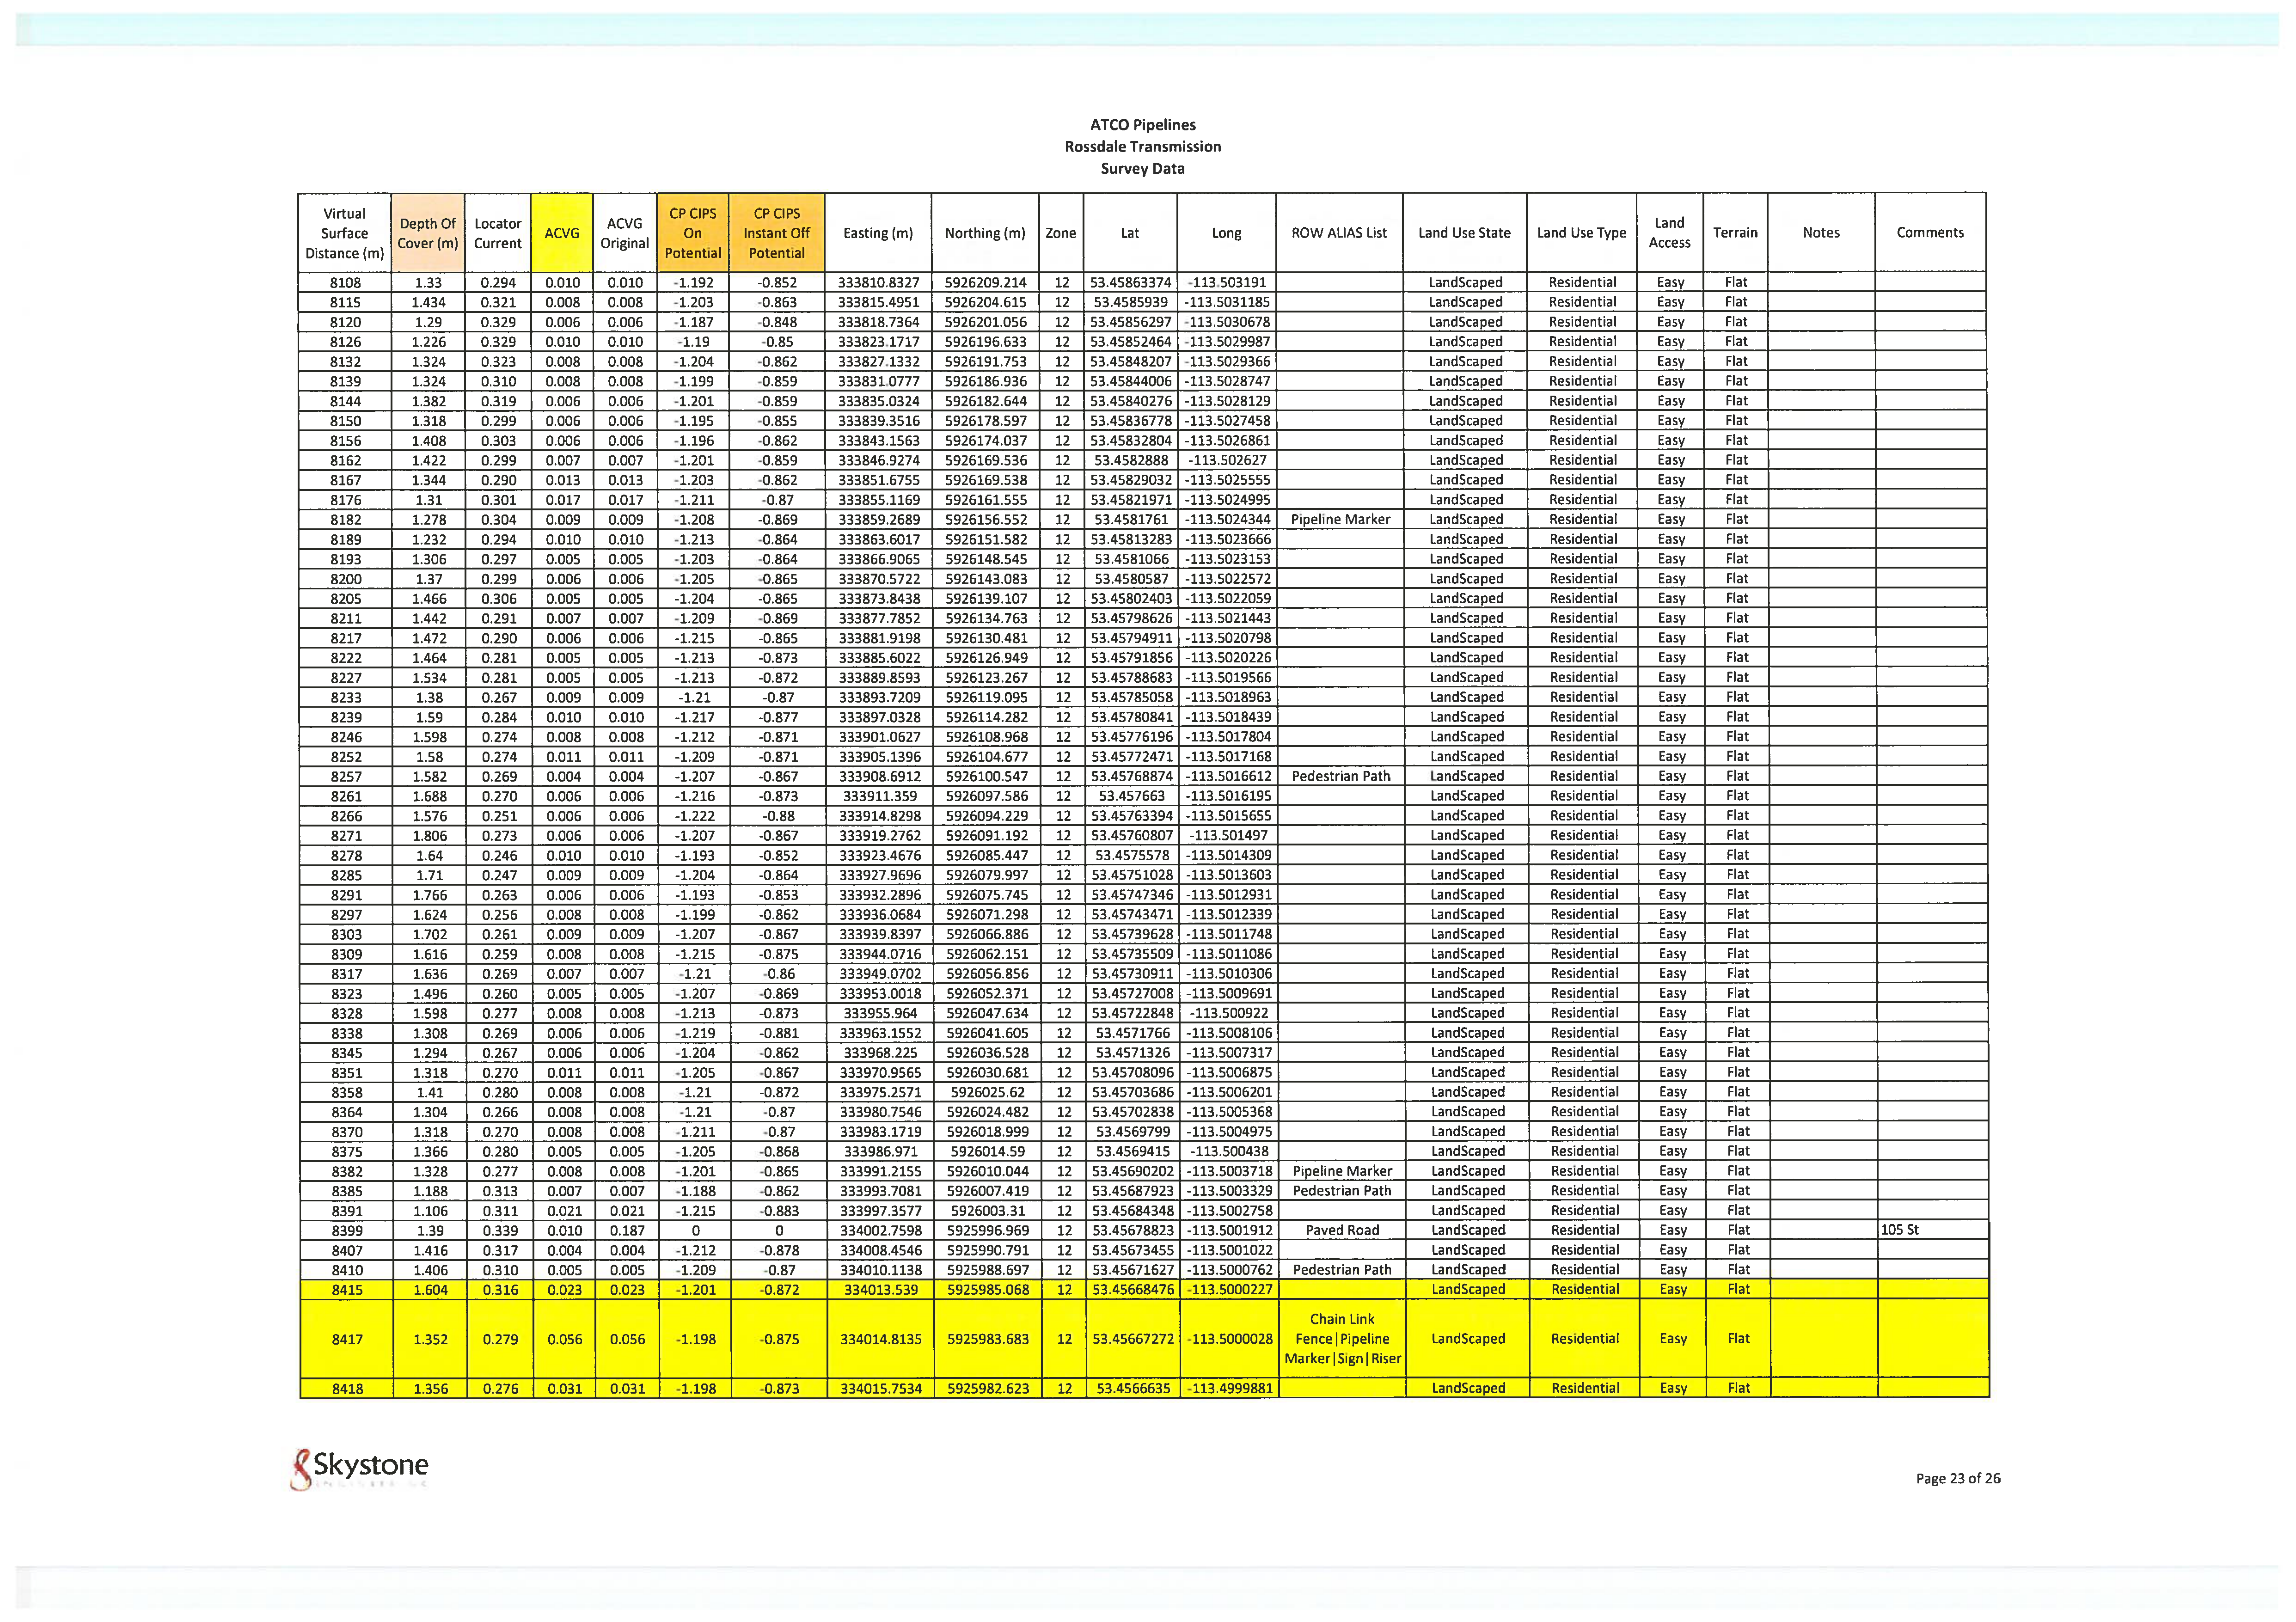 ATCO Pipelines
Rossdale Transmission
Survey Data
Virtual Surface Distance (m) Depth Of Cover (m) Locator Current ACVG ACVG Original CP CIPS On Potential CP CIPS Instant Off Potential Easting (m) Northing (m) Zone Lat Long ROW ALIAS List Land Use State Land Use Type Land Access Terrain Notes Comments
8108 1.33 0.294 0.010 0.010 -1.192 -0.852 333810.8327 5926209.214 12 53.45863374 -113.503191 LandScaped Residential Easy Flat
8115 1.434 0.321 0.008 0.008 -1.203 -0.863 333815.4951 5926204.615 12 53.4585939 -113.5031185 LandScaped Residential Easy Flat
8120 1.29 0.329 0.006 0.006 -1.187 -0.848 333818.7364 5926201.056 12 53.45856297 -113.5030678 LandScaped Residential Easy Flat
8126 1.226 0.329 0.010 0.010 -1.19 -0.85 333823.1717 5926196.633 12 53.45852464 -113.5029987 LandScaped Residential Easy Flat
8132 1.324 0.323 0.008 0.008 -1.204 -0.862 333827.1332 5926191.753 12 53.45848207 -113.5029366 LandScaped Residential Easy Flat
8139 1.324 0.310 0.008 0.008 -1.199 -0.859 333831.0777 5926186.936 12 53.45844006 -113.5028747 LandScaped Residential Easy Flat
8144 1.382 0.319 0.006 0.006 -1.201 -0.859 333835.0324 5926182.644 12 53.45840276 -113.5028129 LandScaped Residential Easy Flat
8150 1.318 0.299 0.006 0.006 -1.195 -0.855 333839.3516 5926178.597 12 53.45836778 -113.5027458 LandScaped Residential Easy Flat
8156 1.408 0.303 0.006 0.006 -1.196 -0.862 333843.1563 5926174.037 12 53.45832804 -113.5026861 LandScaped Residential Easy Flat
8162 1.422 0.299 0.007 0.007 -1.201 -0.859 333846.9274 5926169.536 12 53.4582888 -113.502627 LandScaped Residential Easy Flat
8167 1.344 0.290 0.013 0.013 -1.203 -0.862 333851.6755 5926169.538 12 53.45829032 -113.5025555 LandScaped Residential Easy Flat
8176 1.31 0.301 0.017 0.017 -1.211 -0.87 333855.1169 5926161.555 12 53.45821971 -113.5024995 LandScaped Residential Easy Flat
8182 1.278 0.304 0.009 0.009 -1.208 -0.869 333859.2689 5926156.552 12 53.4581761 -113.5024344 Pipeline Marker LandScaped Residential Easy Flat
8189 1.232 0.294 0.010 0.010 -1.213 -0.864 333863.6017 5926151.582 12 53.45813283 -113.5023666 LandScaped Residential Easy Flat
8193 1.306 0.297 0.005 0.005 -1.203 -0.864 333866.9065 5926148.545 12 53.4581066 -113.5023153 LandScaped Residential Easy Flat
8200 1.37 0.299 0.006 0.006 -1.205 -0.865 333870.5722 5926143.083 12 53.4580587 -113.5022572 LandScaped Residential Easy Flat
8205 1.466 0.306 0.005 0.005 -1.204 -0.865 333873.8438 5926139.107 12 53.45802403 -113.5022059 LandScaped Residential Easy Flat
8211 1.442 0.291 0.007 0.007 -1.209 -0.869 333877.7852 5926134.763 12 53.45798626 -113.5021443 LandScaped Residential Easy Flat
8217 1.472 0.290 0.006 0.006 -1.215 -0.865 333881.9198 5926130.481 12 53.45794911 -113.5020798 LandScaped Residential Easy Flat
8222 1.464 0.281 0.005 0.005 -1.213 -0.873 333885.6022 5926126.949 12 53.45791856 -113.5020226 LandScaped Residential Easy Flat
8227 1.534 0.281 0.005 0.005 -1.213 -0.872 333889.8593 5926123.267 12 53.45788683 -113.5019566 LandScaped Residential Easy Flat
8233 1.38 0.267 0.009 0.009 -1.21 -0.87 333893.7209 5926119.095 12 53.45785058 -113.5018963 LandScaped Residential Easy Flat
8239 1.59 0.284 0.010 0.010 -1.217 -0.877 333897.0328 5926114.282 12 53.45780841 -113.5018439 LandScaped Residential Easy Flat
8246 1.598 0.274 0.008 0.008 -1.212 -0.871 333901.0627 5926108.968 12 53.45776196 -113.5017804 LandScaped Residential Easy Flat
8252 1.58 0.274 0.011 0.011 -1.209 -0.871 333905.1396 5926104.677 12 53.45772471 -113.5017168 LandScaped Residential Easy Flat
8257 1.582 0.269 0.004 0.004 -1.207 -0.867 333908.6912 5926100.547 12 53.45768874 -113.5016612 Pedestrian Path LandScaped Residential Easy Flat
8261 1.688 0.270 0.006 0.006 -1.216 -0.873 333911.359 5926097.586 12 53.457663 -113.5016195 LandScaped Residential Easy Flat
8266 1.576 0.251 0.006 0.006 -1.222 -0.88 333914.8298 5926094.229 12 53.45763394 -113.5015655 LandScaped Residential Easy Flat
8271 1.806 0.273 0.006 0.006 -1.207 -0.867 333919.2762 5926091.192 12 53.45760807 -113.501497 LandScaped Residential Easy Flat
8278 1.64 0.246 0.010 0.010 -1.193 -0.852 333923.4676 5926085.447 12 53.4575578 -113.5014309 LandScaped Residential Easy Flat
8285 1.71 0.247 0.009 0.009 -1.204 -0.864 333927.9696 5926079.997 12 53.45751028 -113.5013603 LandScaped Residential Easy Flat
8291 1.766 0.263 0.006 0.006 -1.193 -0.853 333932.2896 5926075.745 12 53.45747346 -113.5012931 LandScaped Residential Easy Flat
8297 1.624 0.256 0.008 0.008 -1.199 -0.862 333936.0684 5926071.298 12 53.45743471 -113.5012339 LandScaped Residential Easy Flat
8303 1.702 0.261 0.009 0.009 -1.207 -0.867 333939.8397 5926066.886 12 53.45739628 -113.5011748 LandScaped Residential Easy Flat
8309 1.616 0.259 0.008 0.008 -1.215 -0.875 333944.0716 5926062.151 12 53.45735509 -113.5011086 LandScaped Residential Easy Flat
8317 1.636 0.269 0.007 0.007 -1.21 -0.86 333949.0702 5926056.856 12 53.45730911 -113.5010306 LandScaped Residential Easy Flat
8323 1.496 0.260 0.005 0.005 -1.207 -0.869 333953.0018 5926052.371 12 53.45727008 -113.5009691 LandScaped Residential Easy Flat
8328 1.598 0.277 0.008 0.008 -1.213 -0.873 333955.964 5926047.634 12 53.45722848 -113.500922 LandScaped Residential Easy Flat
8338 1.308 0.269 0.006 0.006 -1.219 -0.881 333963.1552 5926041.605 12 53.4571766 -113.5008106 LandScaped Residential Easy Flat
8345 1.294 0.267 0.006 0.006 -1.204 -0.862 333968.225 5926036.528 12 53.4571326 -113.5007317 LandScaped Residential Easy Flat
8351 1.318 0.270 0.011 0.011 -1.205 -0.867 333970.9565 5926030.681 12 53.45708096 -113.5006875 LandScaped Residential Easy Flat
8358 1.41 0.280 0.008 0.008 -1.21 -0.872 333975.2571 5926025.62 12 53.45703686 -113.5006201 LandScaped Residential Easy Flat
8364 1.304 0.266 0.008 0.008 -1.21 -0.87 333980.7546 5926024.482 12 53.45702838 -113.5005368 LandScaped Residential Easy Flat
8370 1.318 0.270 0.008 0.008 -1.211 -0.87 333983.1719 5926018.999 12 53.4569799 -113.5004975 LandScaped Residential Easy Flat
8375 1.366 0.280 0.005 0.005 -1.205 -0.868 333986.971 5926014.59 12 53.4569415 -113.500438 LandScaped Residential Easy Flat
8382 1.328 0.277 0.008 0.008 -1.201 -0.865 333991.2155 5926010.044 12 53.45690202 -113.5003718 Pipeline Marker LandScaped Residential Easy Flat
8385 1.188 0.313 0.007 0.007 -1.188 -0.862 333993.7081 5926007.419 12 53.45687923 -113.5003329 Pedestrian Path LandScaped Residential Easy Flat
8391 1.106 0.311 0.021 0.021 -1.215 -0.883 333997.3577 5926003.31 12 53.45684348 -113.5002758 LandScaped Residential Easy Flat
8399 1.39 0.339 0.010 0.187 0 0 334002.7598 5925996.969 12 53.45678823 -113.5001912 Paved Road LandScaped Residential Easy Flat 105 St
8407 1.416 0.317 0.004 0.004 -1.212 -0.878 334008.4546 5925990.791 12 53.45673455 -113.5001022 LandScaped Residential Easy Flat
8410 1.406 0.310 0.005 0.005 -1.209 -0.87 334010.1138 5925988.697 12 53.45671627 -113.5000762 Pedestrian Path LandScaped Residential Easy Flat
8415 1.604 0.316 0.023 0.023 -1.201 -0.872 334013.539 5925985.068 12 53.45668476 -113.5000227 LandScaped Residential Easy Flat
8417 1.352 0.279 0.056 0.056 -1.198 -0.875 334014.8135 5925983.683 12 53.45667272 -113.5000028 Chain Link Fence|Pipeline Marker|Sign|Riser LandScaped Residential Easy Flat
8418 1.356 0.276 0.031 0.031 -1.198 -0.873 334015.7534 5925982.623 12 53.4566635 -113.4999881 LandScaped Residential Easy Flat
Skystone
Page 23 of 26